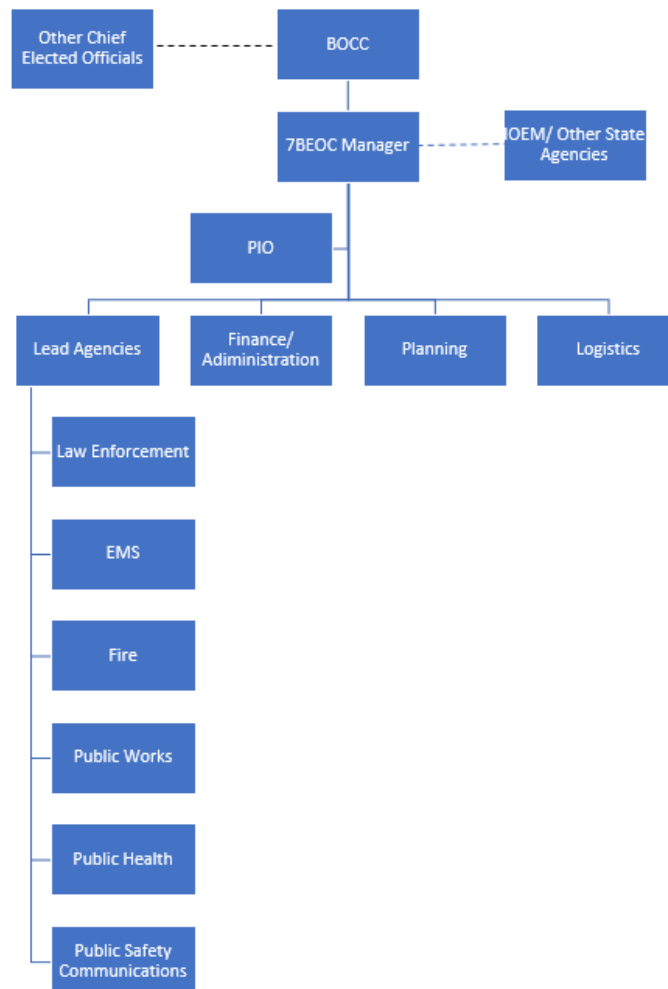 Other Chief
Elected Officials
BOCC
7BEOC Manager
IOEM/ Other State
Agencies
PIO
Lead Agencies
Finance/
Adiministration
Planning
Logistics
Law Enforcement
EMS
Fire
Public Works
Public Health
Public Safety
Communications